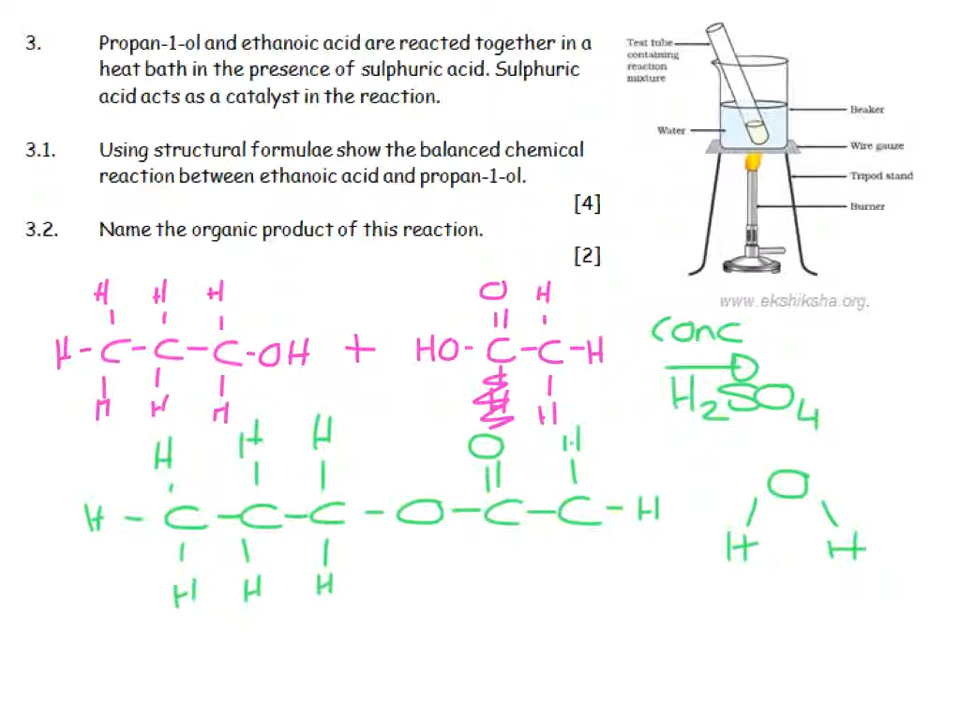 3. Propan-1-ol and ethanoic acid are reacted together in a
heat bath in the presence of sulphuric acid. Sulphuric
acid acts as a catalyst in the reaction.
3.1. Using structural formulae show the balanced chemical
reaction between ethanoic acid and propan-1-ol.
[4]
3.2. Name the organic product of this reaction.
[2]
Test tube
containing
reaction
mixture
Water
Beaker
Wire gauze
Tripod stand
Burner
www.ekshiksha.org.
H H H O H
H-C-C-C-OH + HO-C-C-H
H H H H
conc
H2SO4
H H H O H
H-C-C-C-O-C-C-H
H H H
O
H H